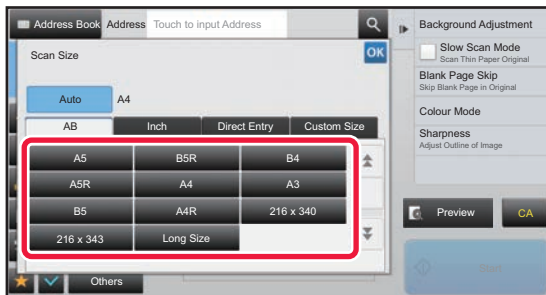 Address Book Address Touch to input Address
Scan Size
OK
Auto A4
AB Inch Direct Entry Custom Size
A5 B5R B4
A5R A4 A3
B5 A4R 216 x 340
216 x 343 Long Size
Others
Background Adjustment
Slow Scan Mode
Scan Thin Paper Original
Blank Page Skip
Skip Blank Page in Original
Colour Mode
Sharpness
Adjust Outline of Image
Preview CA
Start